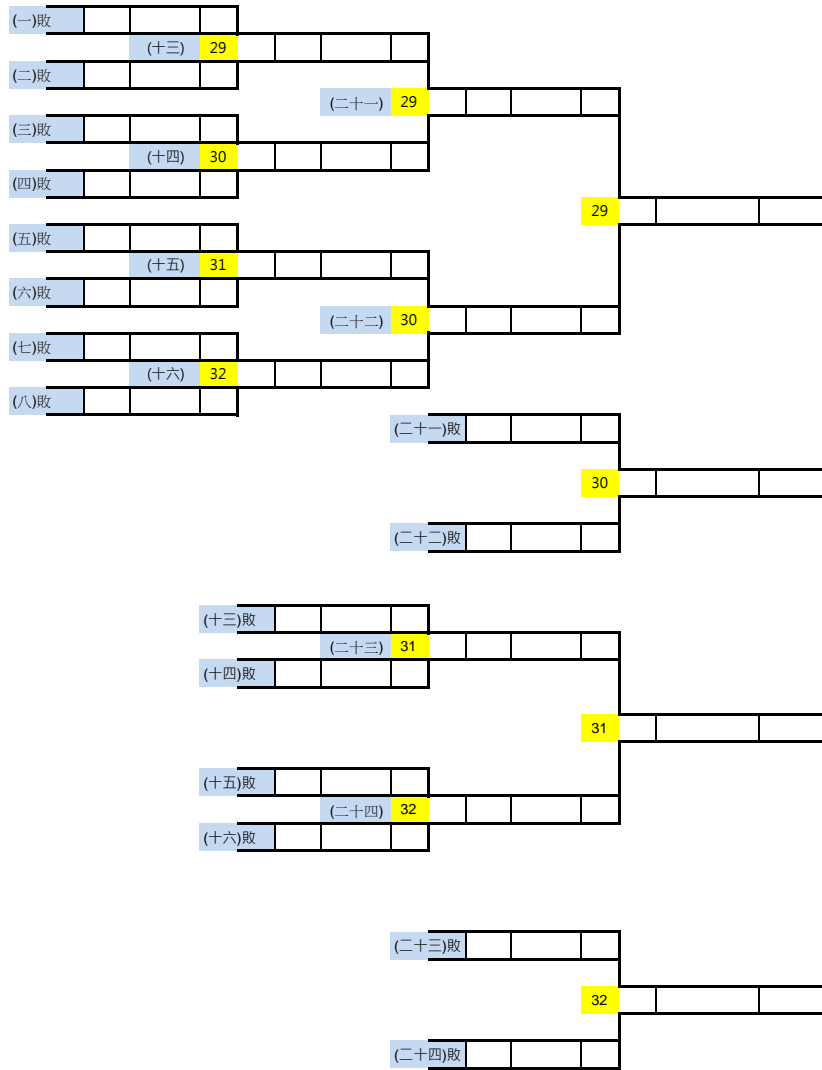 (一)敗
(十三) 29
(二)敗
(二十一) 29
(三)敗
(十四) 30
(四)敗
29
(五)敗
(十五) 31
(六)敗
(二十二) 30
(七)敗
(十六) 32
(八)敗
(二十一)敗
30
(二十二)敗
(十三)敗
(二十三) 31
(十四)敗
31
(十五)敗
(二十四) 32
(十六)敗
(二十三)敗
32
(二十四)敗